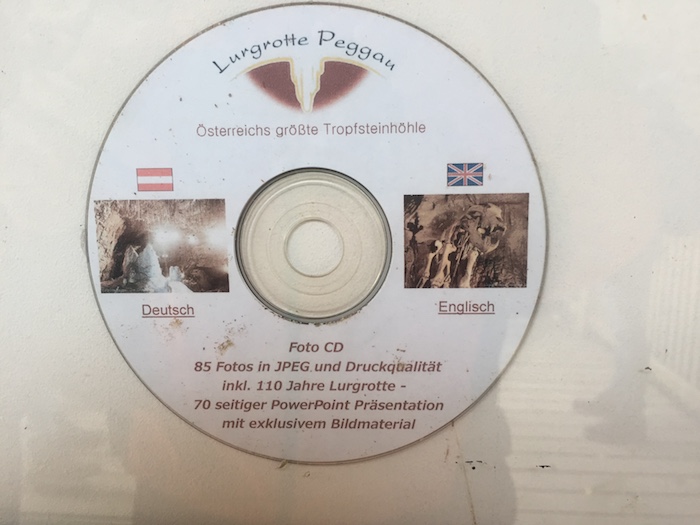 Lurgrotte Peggau
Österreichs größte Tropfsteinhöhle
Deutsch
Englisch
Foto CD
85 Fotos in JPEG und Druckqualität
inkl. 110 Jahre Lurgrotte -
70 seitiger PowerPoint Präsentation
mit exklusivem Bildmaterial